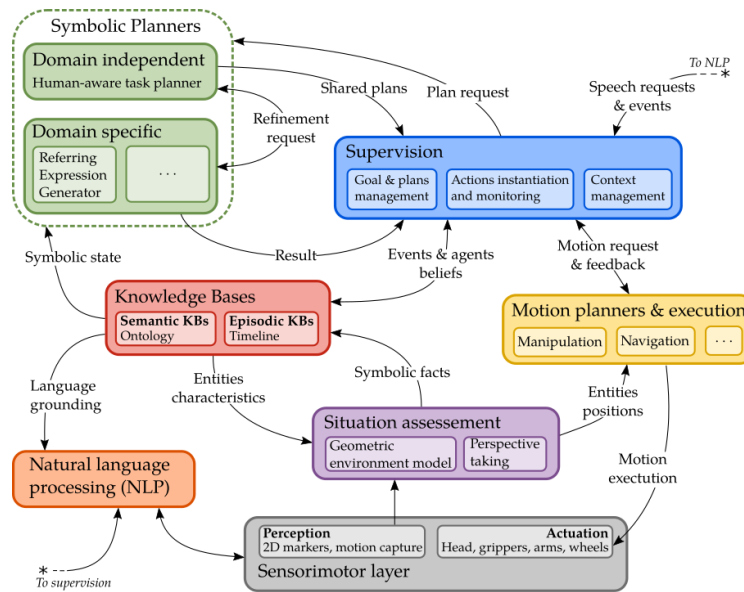 Symbolic Planners
Domain independent
Human-aware task planner
Domain specific
Referring
Expression
Generator
. . .
Shared plans
Plan request
Refinement
request
To NLP
*
Speech requests
& events
Supervision
Goal & plans
management
Actions instantiation
and monitoring
Context
management
Symbolic state
Result
Events & agents
beliefs
Motion request
& feedback
Knowledge Bases
Semantic KBs
Ontology
Episodic KBs
Timeline
Motion planners & execution
Manipulation
Navigation
. . .
Language
grounding
Entities
characteristics
Symbolic facts
Entities
positions
Situation assessement
Geometric
environment model
Perspective
taking
Natural language
processing (NLP)
Motion
exectution
Perception
2D markers, motion capture
Actuation
Head, grippers, arms, wheels
Sensorimotor layer
*
To supervision